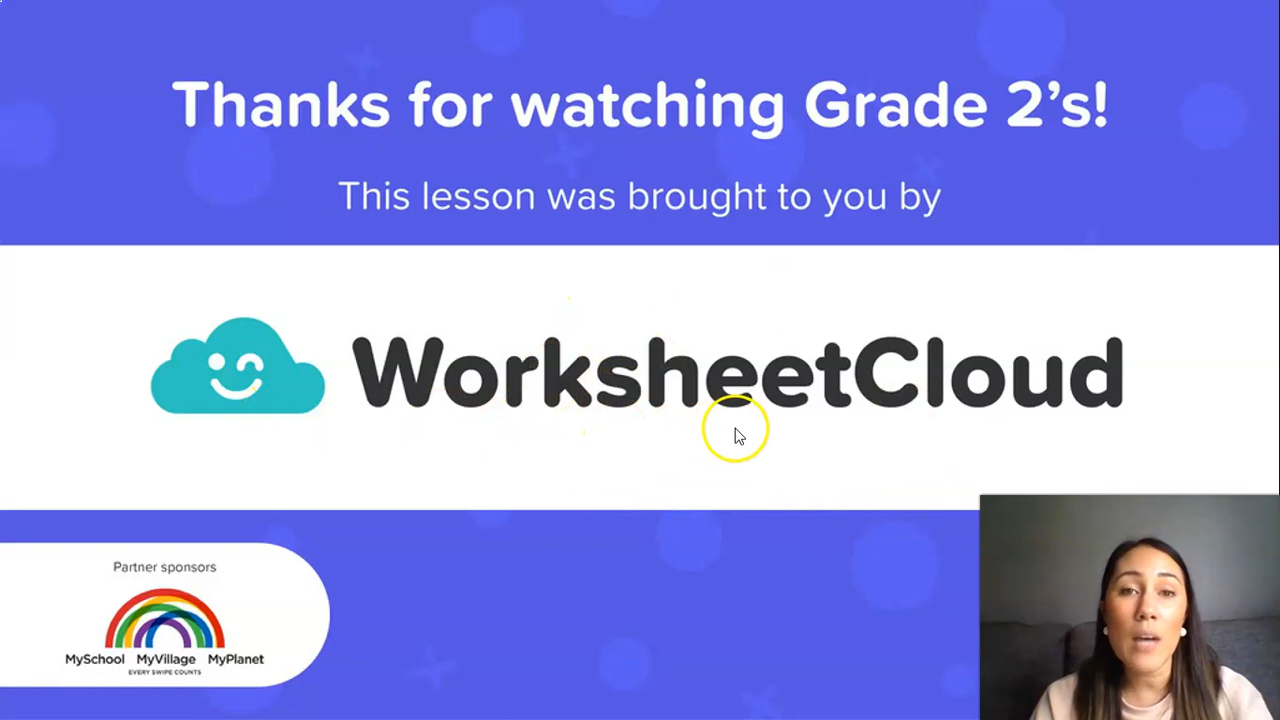 Thanks for watching Grade 2's!
This lesson was brought to you by
WorksheetCloud
Partner sponsors
MySchool MyVillage MyPlanet
EVERY SWIPE COUNTS